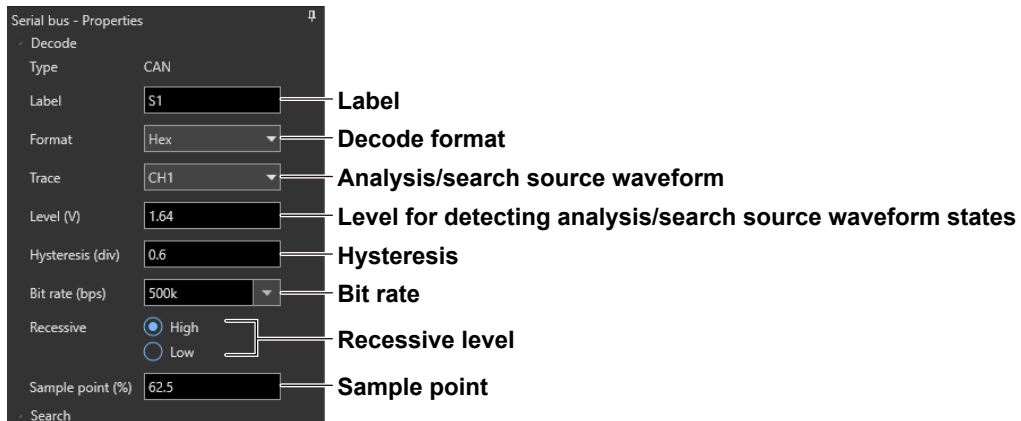 Serial bus - Properties
Decode
Type CAN
Label S1 Label
Format Hex Decode format
Trace CH1 Analysis/search source waveform
Level (V) 1.64 Level for detecting analysis/search source waveform states
Hysteresis (div) 0.6 Hysteresis
Bit rate (bps) 500k Bit rate
Recessive High
Low
Recessive level
Sample point (%) 62.5 Sample point
Search